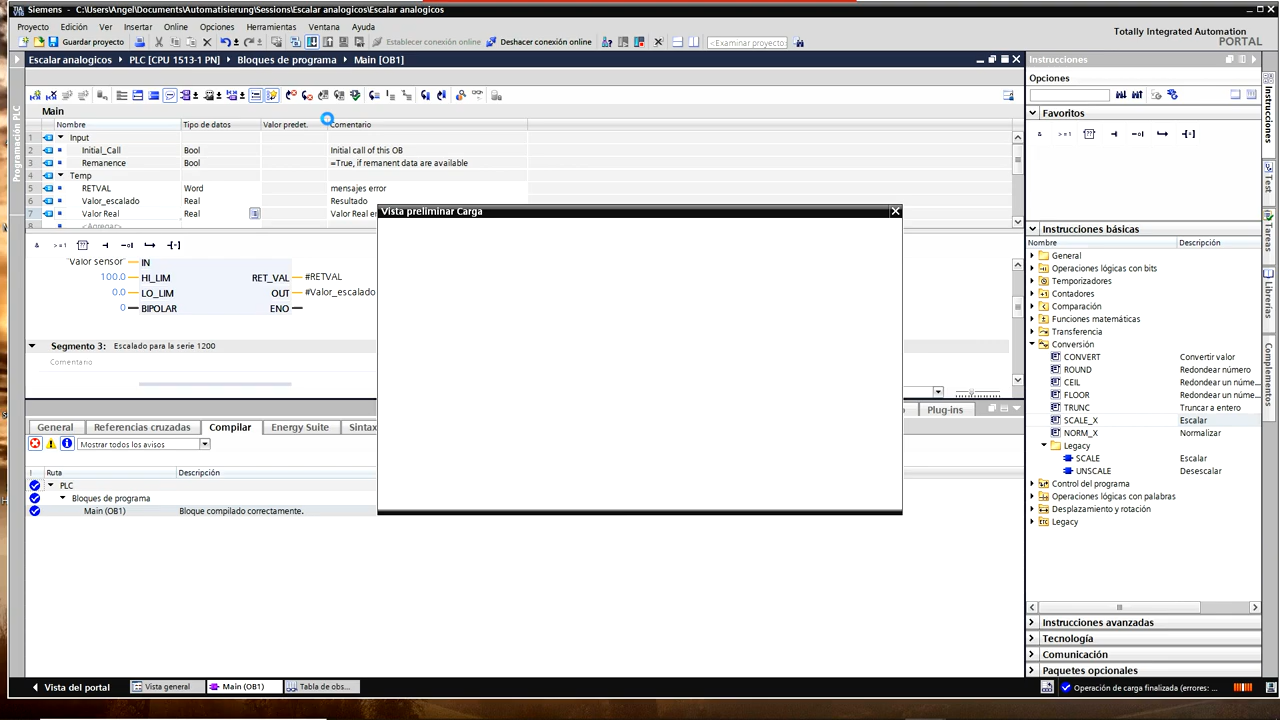 Siemens - C:\Users\Angel\Documents\Automatisierung\Sessions\Escalar analogicos\Escalar analogicos
Proyecto Edición Ver Insertar Online Opciones Herramientas Ventana Ayuda
Totally Integrated Automation
PORTAL
Guardar proyecto Establecer conexión online Deshacer conexión online <Examinar proyecto>
Escalar analogicos PLC [CPU 1513-1 PN] Bloques de programa Main [OB1]
Instrucciones
Opciones
Programación PLC
Main
Nombre Tipo de datos Valor predet. Comentario
1 Input
2 Initial_Call Bool Initial call of this OB
3 Remanence Bool =True, if remanent data are available
4 Temp
5 RETVAL Word mensajes error
6 Valor_escalado Real Resultado
7 Valor Real Real Valor Real e
8 <Agregar>
Vista preliminar Carga
& >=1 ??
"Valor sensor" IN
100.0 HI_LIM RET_VAL #RETVAL
0.0 LO_LIM OUT #Valor_escalado
0 BIPOLAR ENO
Segmento 3: Escalado para la serie 1200
Comentario
Plug-ins
General Referencias cruzadas Compilar Energy Suite Sintax
Mostrar todos los avisos
! Ruta Descripción
PLC
Bloques de programa
Main (OB1) Bloque compilado correctamente.
Favoritos
& >=1 ??
Instrucciones básicas
Nombre Descripción
General
Operaciones lógicas con bits
Temporizadores
Contadores
Comparación
Funciones matemáticas
Transferencia
Conversión
CONVERT Convertir valor
ROUND Redondear número
CEIL Redondear un núme...
FLOOR Redondear un núme...
TRUNC Truncar a entero
SCALE_X Escalar
NORM_X Normalizar
Legacy
SCALE Escalar
UNSCALE Desescalar
Control del programa
Operaciones lógicas con palabras
Desplazamiento y rotación
Legacy
Instrucciones avanzadas
Tecnología
Comunicación
Paquetes opcionales
Instrucciones
Test
Tareas
Librerías
Complementos
Vista del portal Vista general Main (OB1) Tabla de obs... Operación de carga finalizada (errores: ...